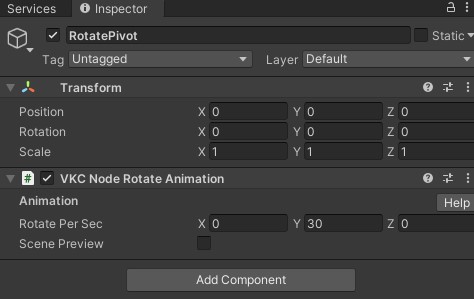 Services Inspector
RotatePivot Static
Tag Untagged Layer Default
Transform
Position X 0 Y 0 Z 0
Rotation X 0 Y 0 Z 0
Scale X 1 Y 1 Z 1
# VKC Node Rotate Animation
Animation Help
Rotate Per Sec X 0 Y 30 Z 0
Scene Preview
Add Component